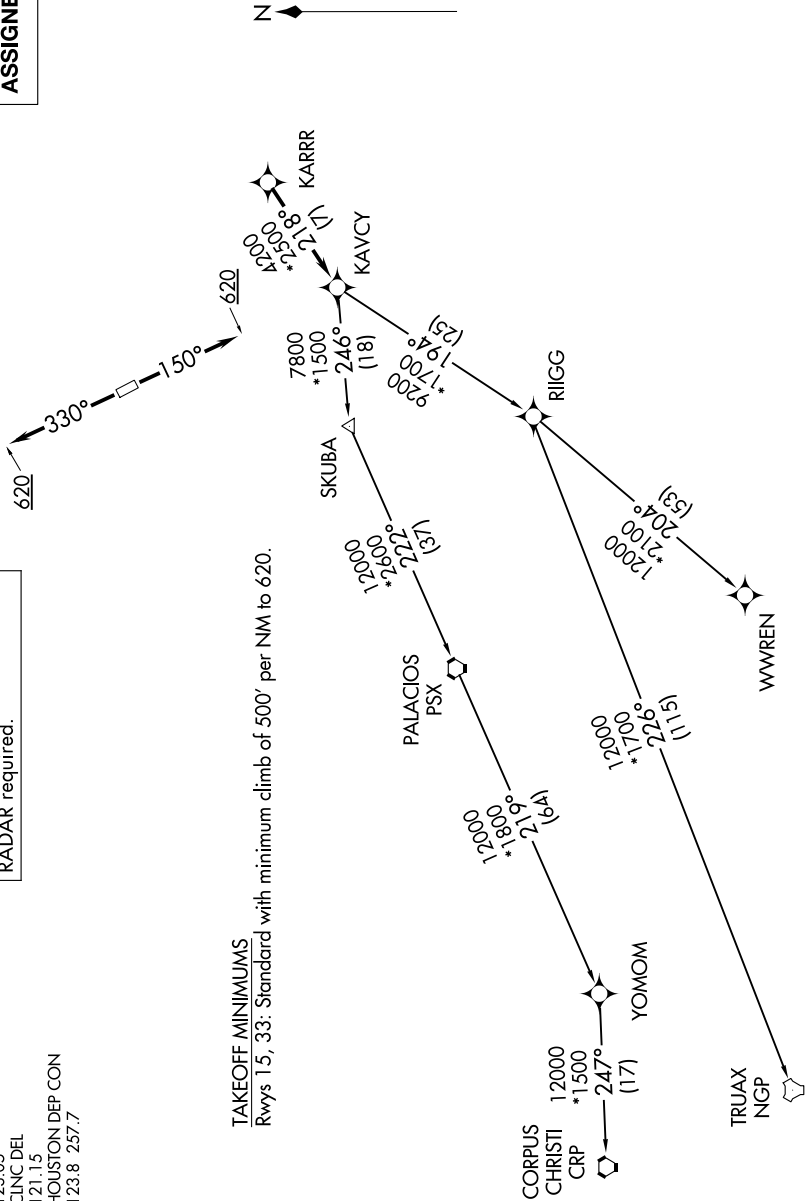 ASSIGNE
N
RADAR required.
123.65
CLNC DEL
121.15
HOUSTON DEP CON
123.8 257.7
620
330°
150°
620
KARRR
4200
*2500
218°
(7)
KAVCY
7800
*1500
246°
(18)
9200
*1700
194°
(25)
SKUBA
RIIGG
12000
*2600
222°
(37)
12000
*2100
204°
(53)
WWREN
TAKEOFF MINIMUMS
Rwys 15, 33: Standard with minimum climb of 500' per NM to 620.
PALACIOS
PSX
12000
*1700
226°
(115)
12000
*1800
219°
(64)
YOMOM
12000
*1500
247°
(17)
CORPUS
CHRISTI
CRP
TRUAX
NGP